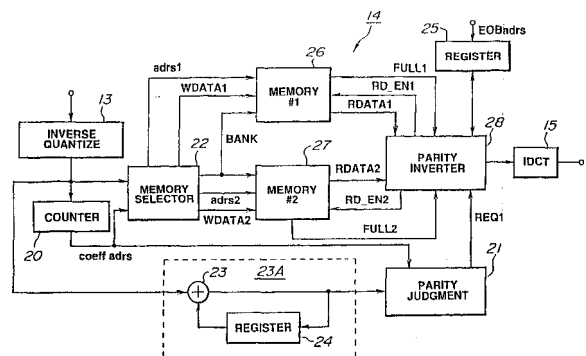 14
25
EOBadrs
REGISTER
adrs1
26
WDATA1
MEMORY
#1
FULL1
RD_EN1
RDATA1
28
13
INVERSE
QUANTIZE
BANK
22
27
15
MEMORY
SELECTOR
MEMORY
#2
RDATA2
PARITY
INVERTER
IDCT
adrs2
WDATA2
RD_EN2
COUNTER
FULL2
REQ1
20
coeff adrs
21
23
23A
+
PARITY
JUDGMENT
REGISTER
24